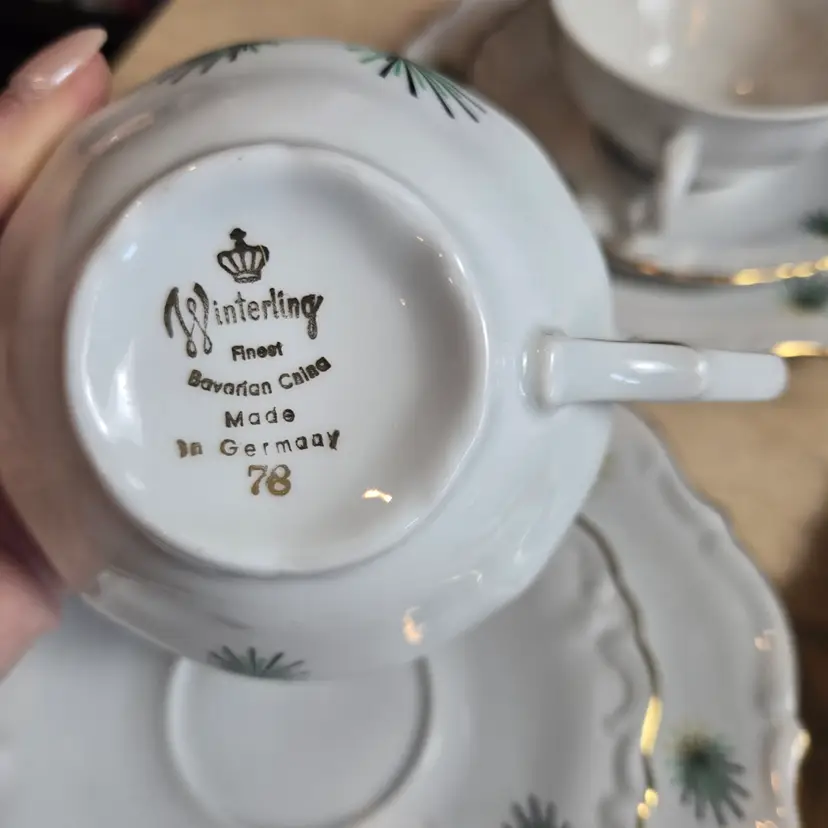 Winterling
Finest
Bavarian China
Made
In Germany
78